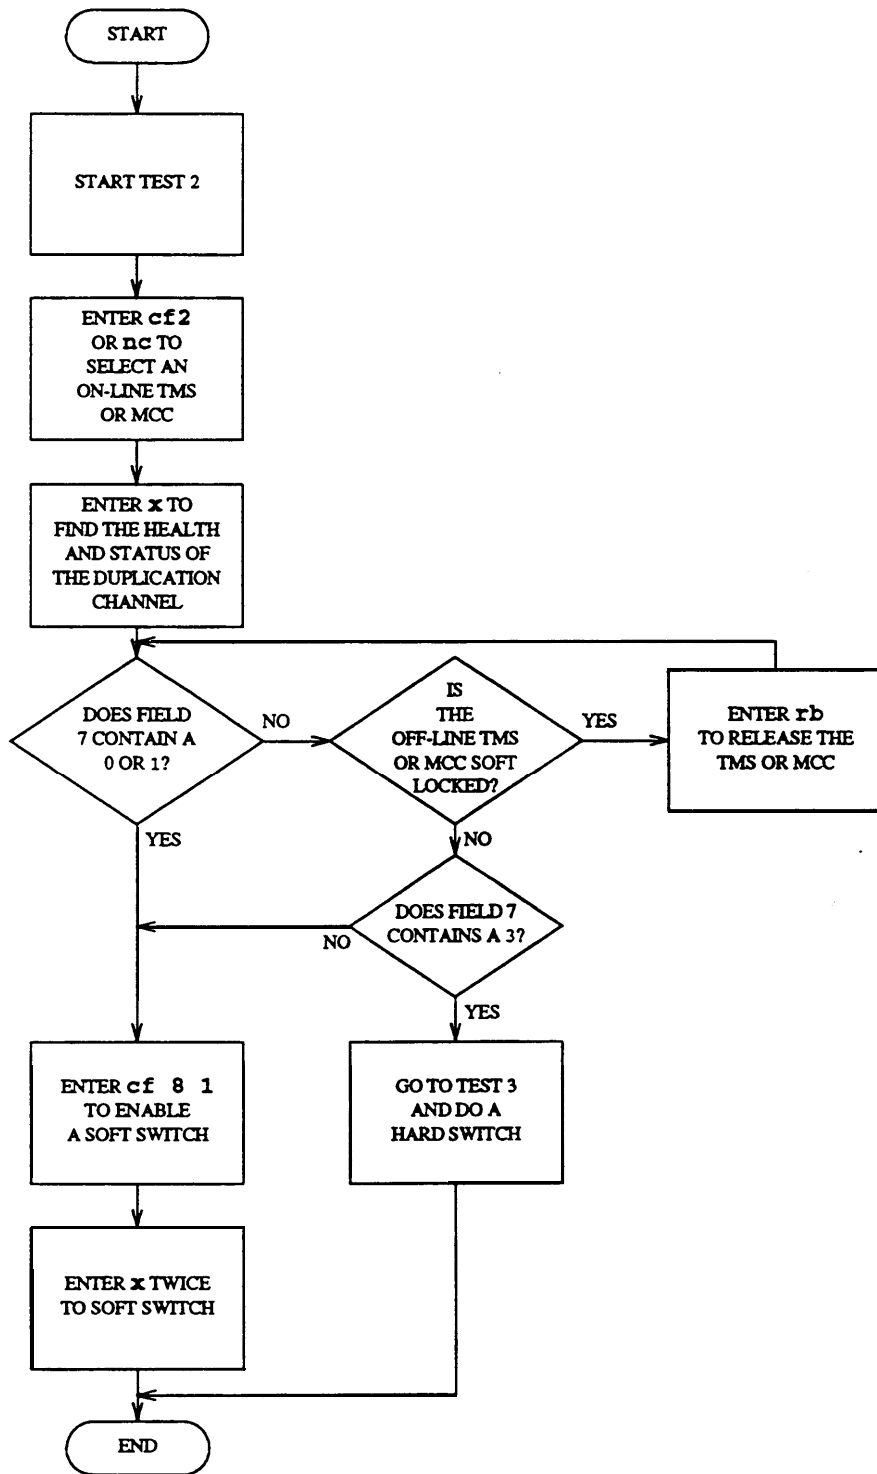 START
START TEST 2
ENTER cf2
OR nc TO
SELECT AN
ON-LINE TMS
OR MCC
ENTER x TO
FIND THE HEALTH
AND STATUS OF
THE DUPLICATION
CHANNEL
DOES FIELD
7 CONTAIN A
0 OR 1?
NO
IS
THE
OFF-LINE TMS
OR MCC SOFT
LOCKED?
YES
ENTER rb
TO RELEASE THE
TMS OR MCC
YES
NO
DOES FIELD 7
CONTAINS A 3?
NO
YES
ENTER cf 8 1
TO ENABLE
A SOFT SWITCH
GO TO TEST 3
AND DO A
HARD SWITCH
ENTER x TWICE
TO SOFT SWITCH
END